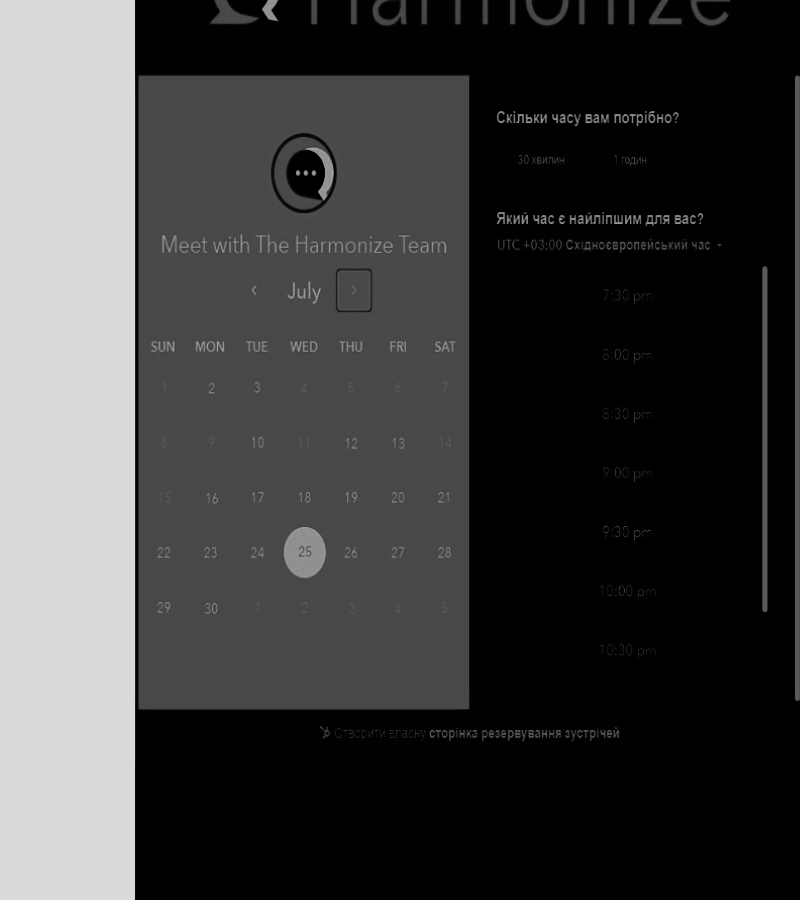 Harmonize
Meet with The Harmonize Team
July
SUN MON TUE WED THU FRI SAT
1 2 3 4 5 6 7
8 9 10 11 12 13 14
15 16 17 18 19 20 21
22 23 24 25 26 27 28
29 30 1 2 3 4 5
Скільки часу вам потрібно?
30 хвилин 1 годин
Який час є найліпшим для вас?
UTC +03:00 Східноєвропейський час
7:30 pm
8:00 pm
8:30 pm
9:00 pm
9:30 pm
10:00 pm
10:30 pm
Створити власну сторінка резервування зустрічей